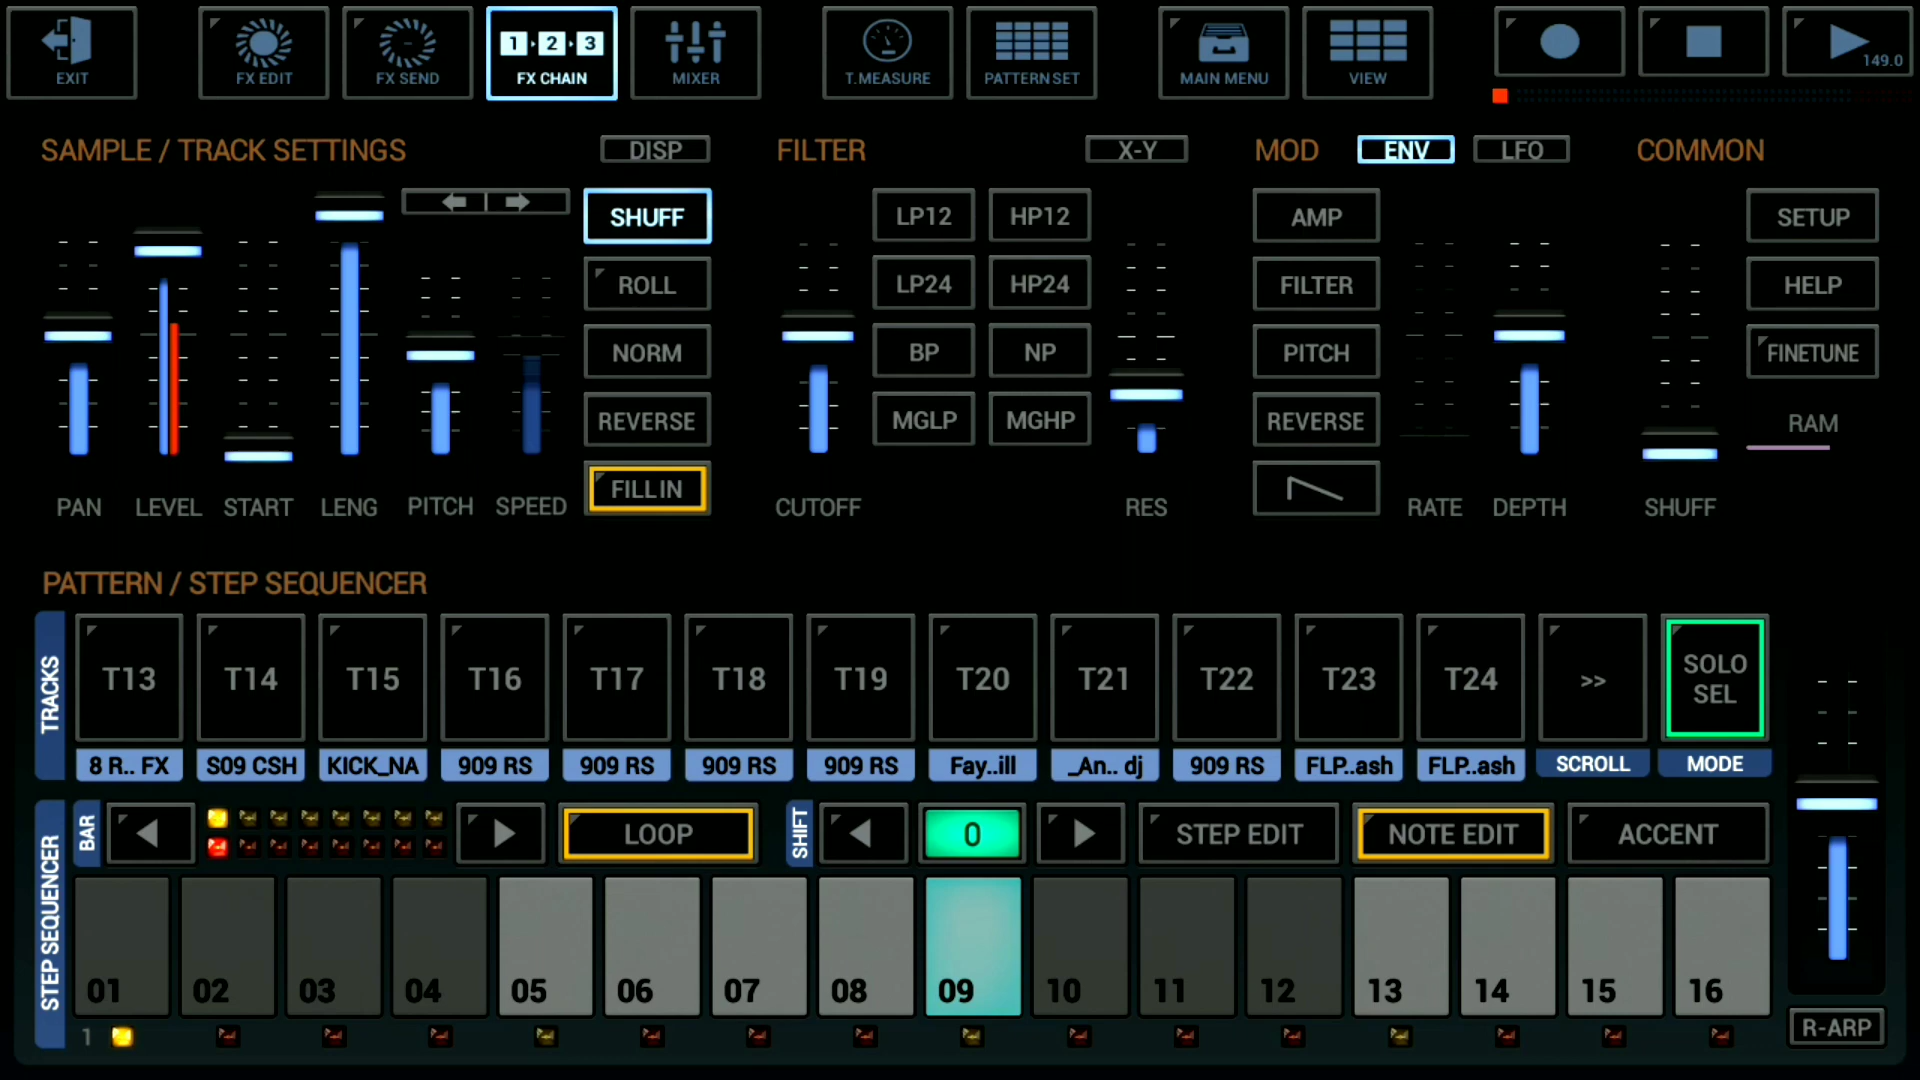 EXIT
FX EDIT
FX SEND
1 2 3
FX CHAIN
MIXER
T.MEASURE
PATTERN SET
MAIN MENU
VIEW
149.0
SAMPLE / TRACK SETTINGS
DISP
FILTER
X-Y
MOD
ENV
LFO
COMMON
SHUFF
ROLL
NORM
REVERSE
FILL IN
LP12
HP12
LP24
HP24
BP
NP
MGLP
MGHP
AMP
FILTER
PITCH
REVERSE
SETUP
HELP
FINETUNE
RAM
PAN
LEVEL
START
LENG
PITCH
SPEED
CUTOFF
RES
RATE
DEPTH
SHUFF
PATTERN / STEP SEQUENCER
TRACKS
T13
T14
T15
T16
T17
T18
T19
T20
T21
T22
T23
T24
>>
SOLO
SEL
8 R.. FX
S09 CSH
KICK_NA
909 RS
909 RS
909 RS
909 RS
Fay..ill
_An.. dj
909 RS
FLP..ash
FLP..ash
SCROLL
MODE
STEP SEQUENCER
BAR
LOOP
SHIFT
0
STEP EDIT
NOTE EDIT
ACCENT
01
02
03
04
05
06
07
08
09
10
11
12
13
14
15
16
1
R-ARP